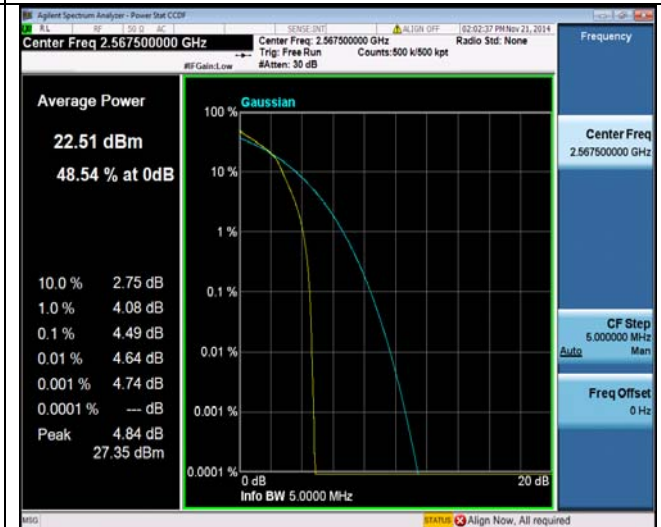 Agilent Spectrum Analyzer - Power Stat CCDF
RL RF 50 Ω AC SENSE:INT ALIGN OFF 02:02:37 PM Nov 21, 2014
Center Freq 2.567500000 GHz
Center Freq: 2.567500000 GHz Radio Std: None
Trig: Free Run Counts:500 k/500 kpt
#IFGain:Low #Atten: 30 dB
Frequency
Average Power
22.51 dBm
48.54 % at 0dB
10.0 % 2.75 dB
1.0 % 4.08 dB
0.1 % 4.49 dB
0.01 % 4.64 dB
0.001 % 4.74 dB
0.0001 % --- dB
Peak 4.84 dB
27.35 dBm
100 % Gaussian
10 %
1 %
0.1 %
0.01 %
0.001 %
0.0001 %
0 dB 20 dB
Info BW 5.0000 MHz
Center Freq
2.567500000 GHz
CF Step
5.000000 MHz
Auto Man
Freq Offset
0 Hz
MSG STATUS Align Now, All required